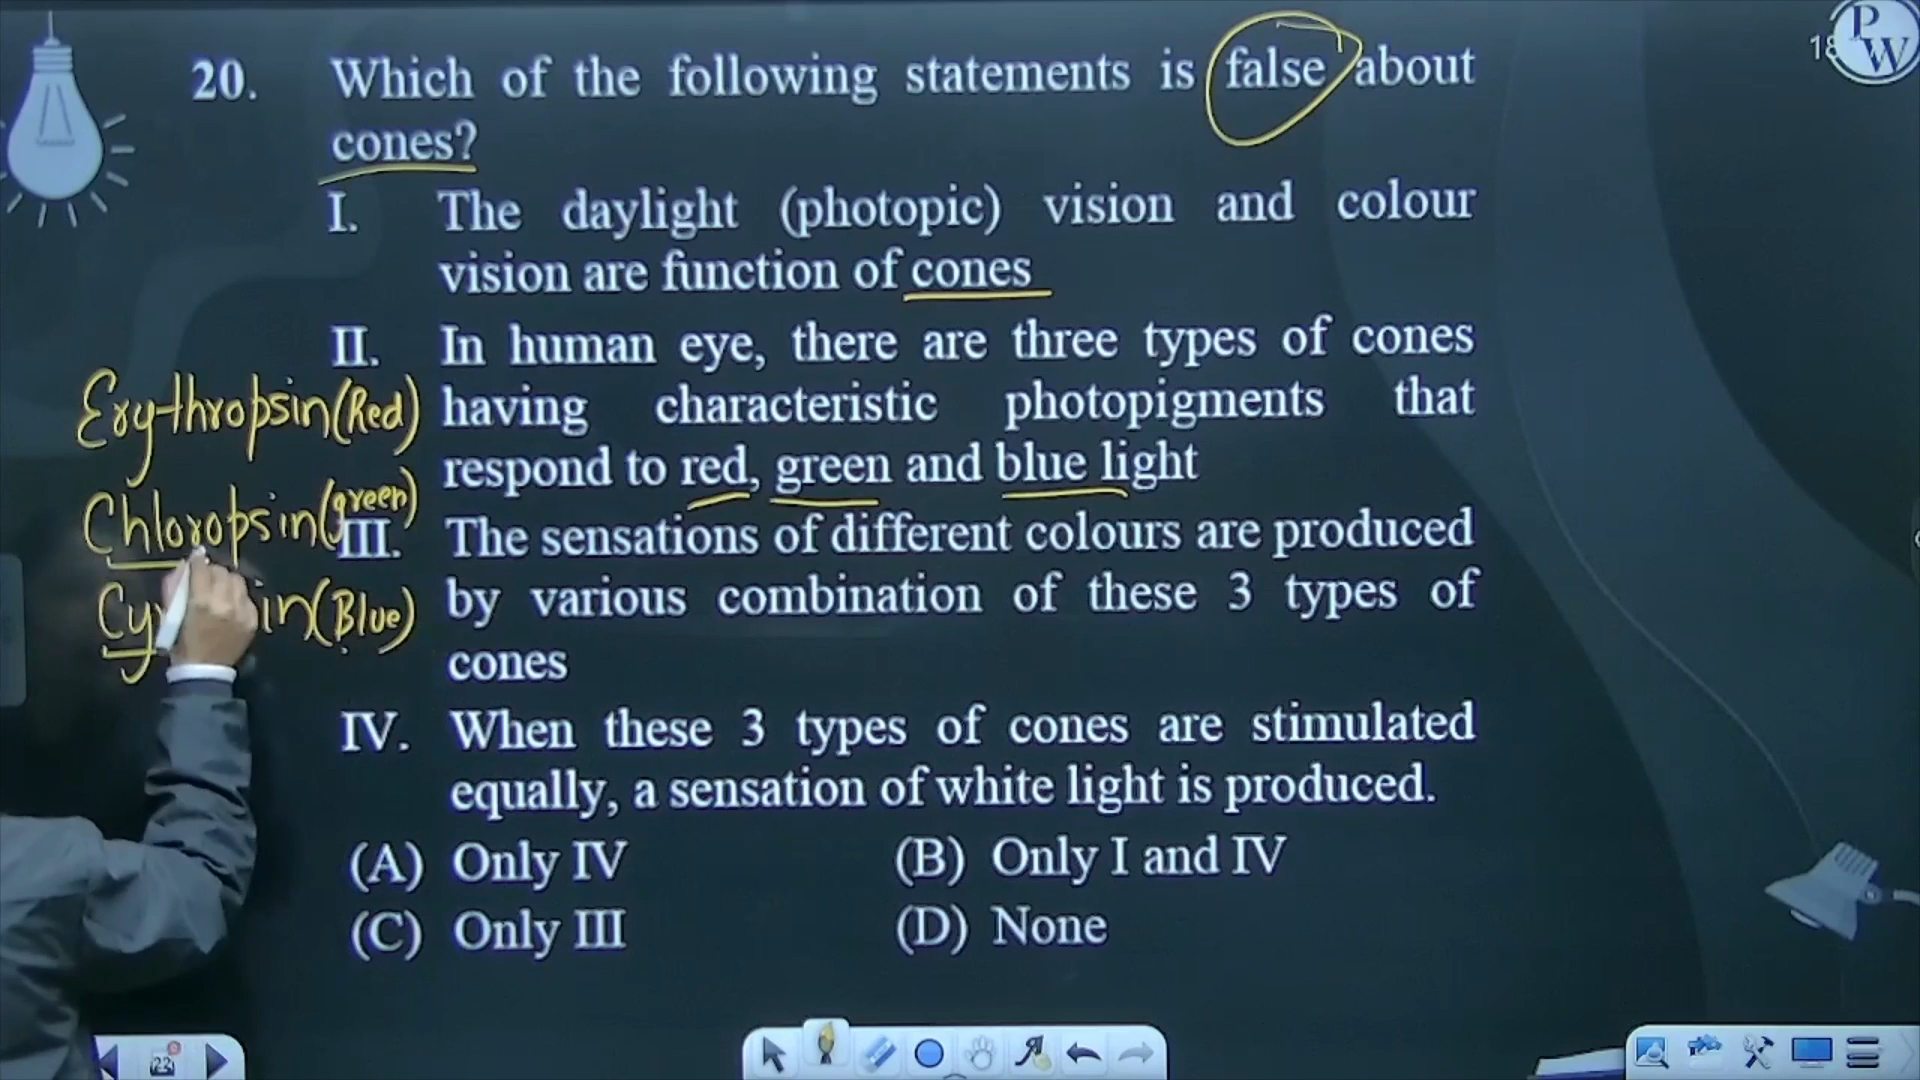 20. Which of the following statements is false about
cones?
I. The daylight (photopic) vision and colour
vision are function of cones
II. In human eye, there are three types of cones
having characteristic photopigments that
respond to red, green and blue light
III. The sensations of different colours are produced
by various combination of these 3 types of
cones
IV. When these 3 types of cones are stimulated
equally, a sensation of white light is produced.
(A) Only IV (B) Only I and IV
(C) Only III (D) None
Erythropsin (Red)
Chloropsin (green)
(Blue)
PW
22